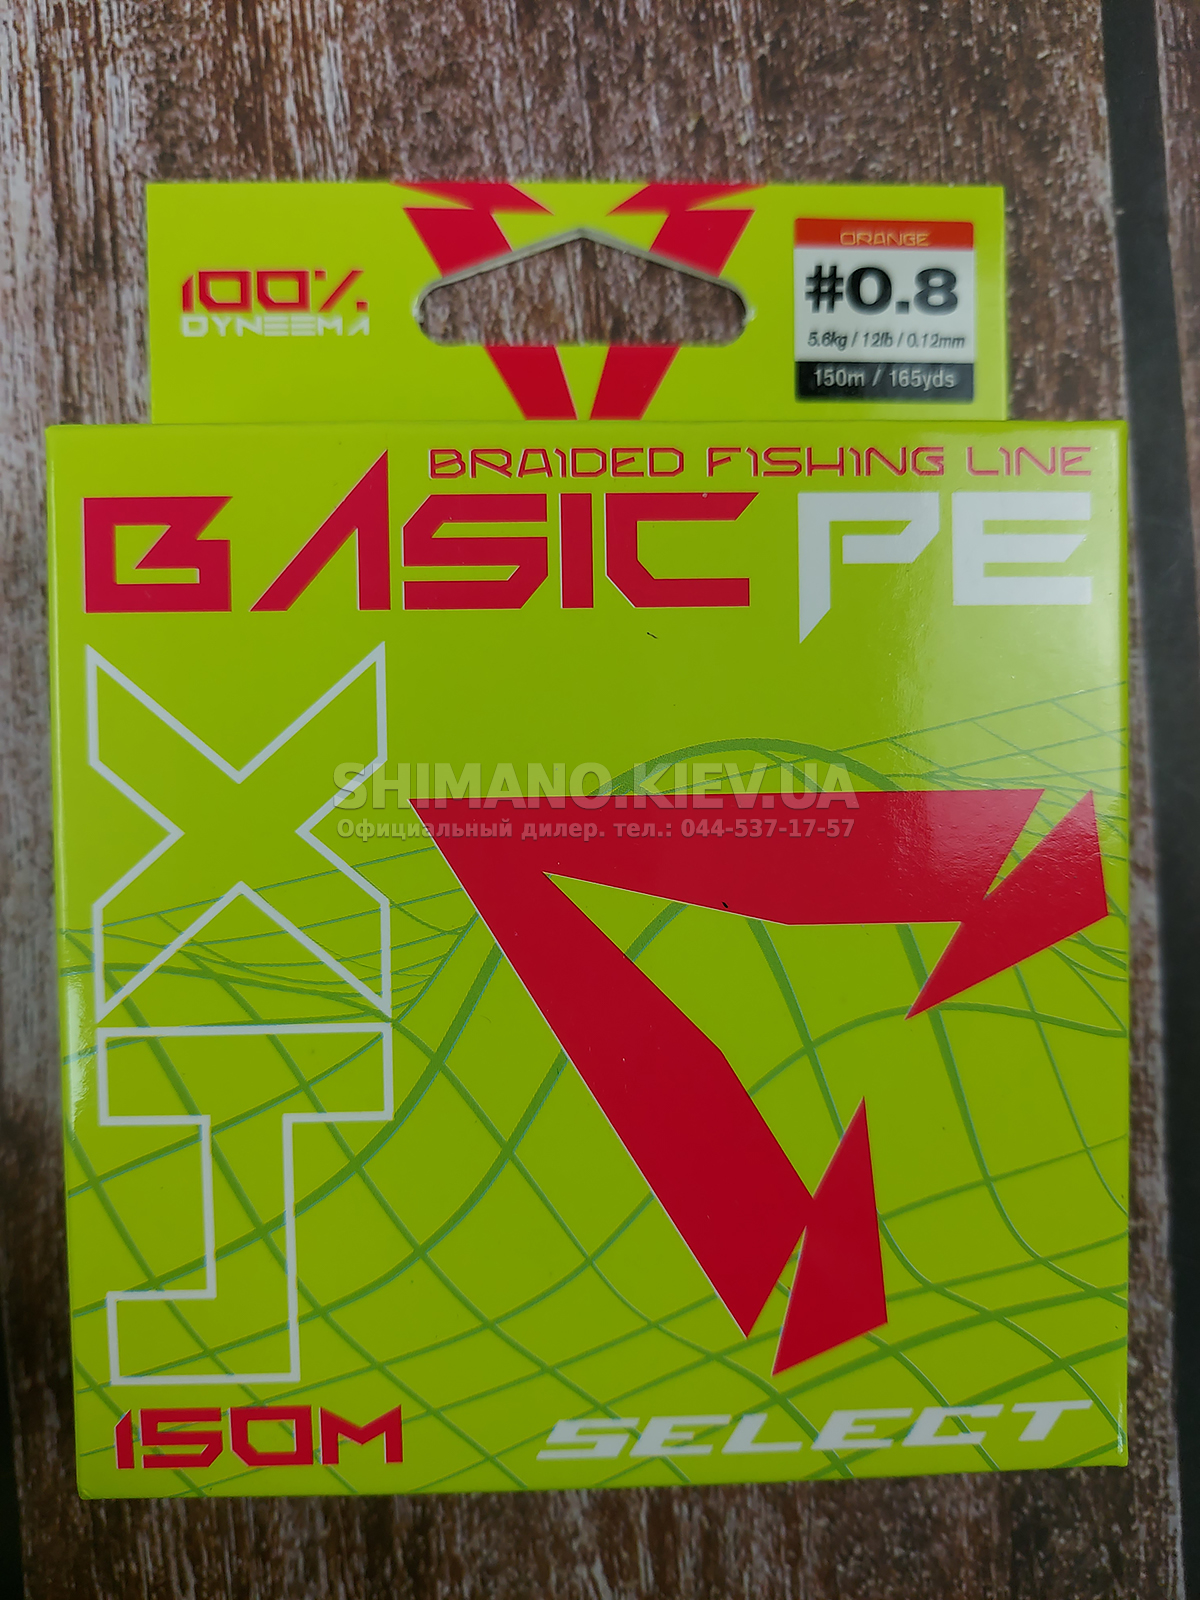 100%
DYNEEMA
ORANGE
#0.8
5.6kg / 12lb / 0.12mm
150m / 165yds
BRAIDED FISHING LINE
BASIC PE
SHIMANO.KIEV.UA
Официальный дилер. тел.: 044-537-17-57
150M
SELECT